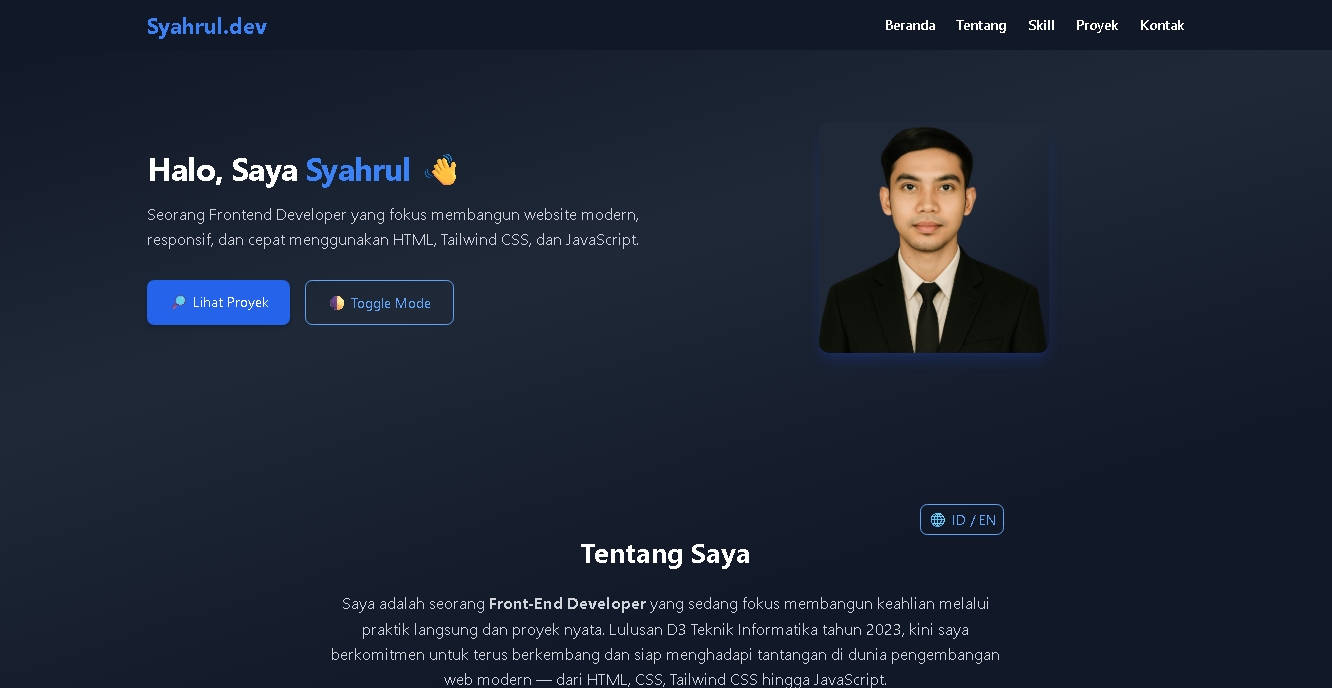 Syahrul.dev
Beranda Tentang Skill Proyek Kontak
Halo, Saya Syahrul 👋
Seorang Frontend Developer yang fokus membangun website modern,
responsif, dan cepat menggunakan HTML, Tailwind CSS, dan JavaScript.
Lihat Proyek
Toggle Mode
ID / EN
Tentang Saya
Saya adalah seorang Front-End Developer yang sedang fokus membangun keahlian melalui
praktik langsung dan proyek nyata. Lulusan D3 Teknik Informatika tahun 2023, kini saya
berkomitmen untuk terus berkembang dan siap menghadapi tantangan di dunia pengembangan
web modern — dari HTML, CSS, Tailwind CSS hingga JavaScript.